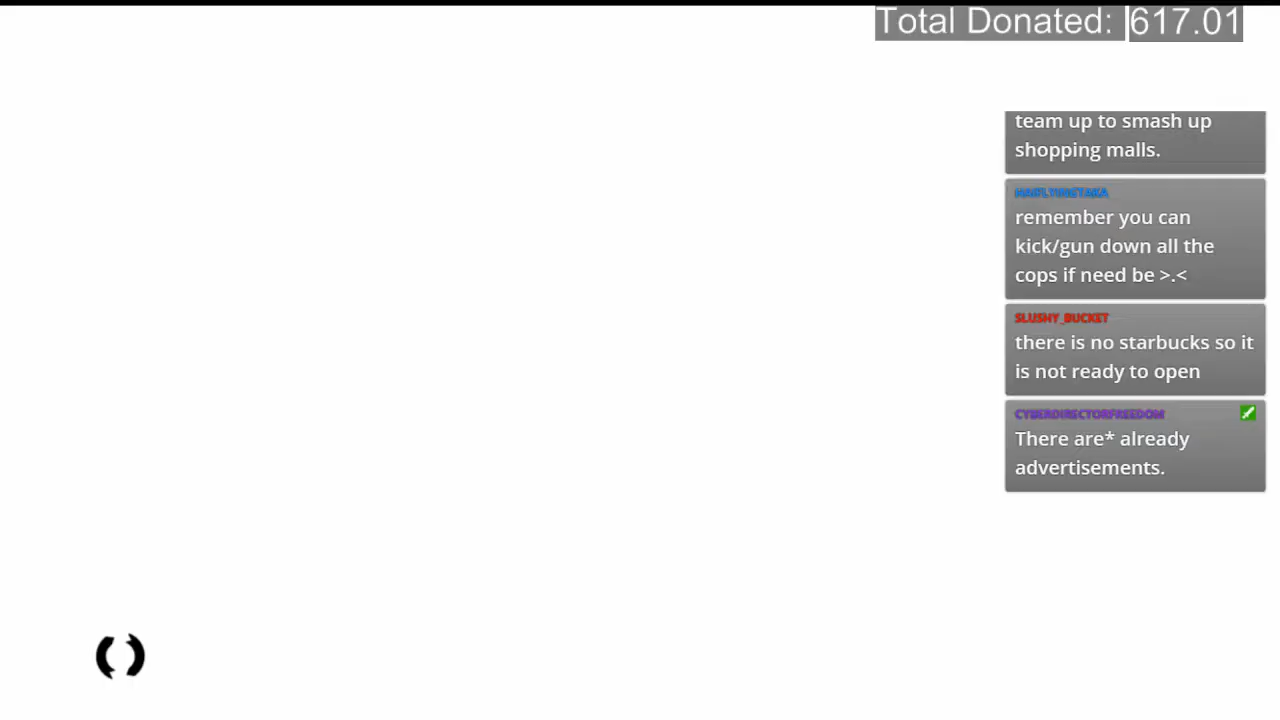 Total Donated: 617.01
team up to smash up
shopping malls.
remember you can
kick/gun down all the
cops if need be >.<
SLUSHY_BUCKET
there is no starbucks so it
is not ready to open
CYBERDIRECTORFREEDOM
There are* already
advertisements.